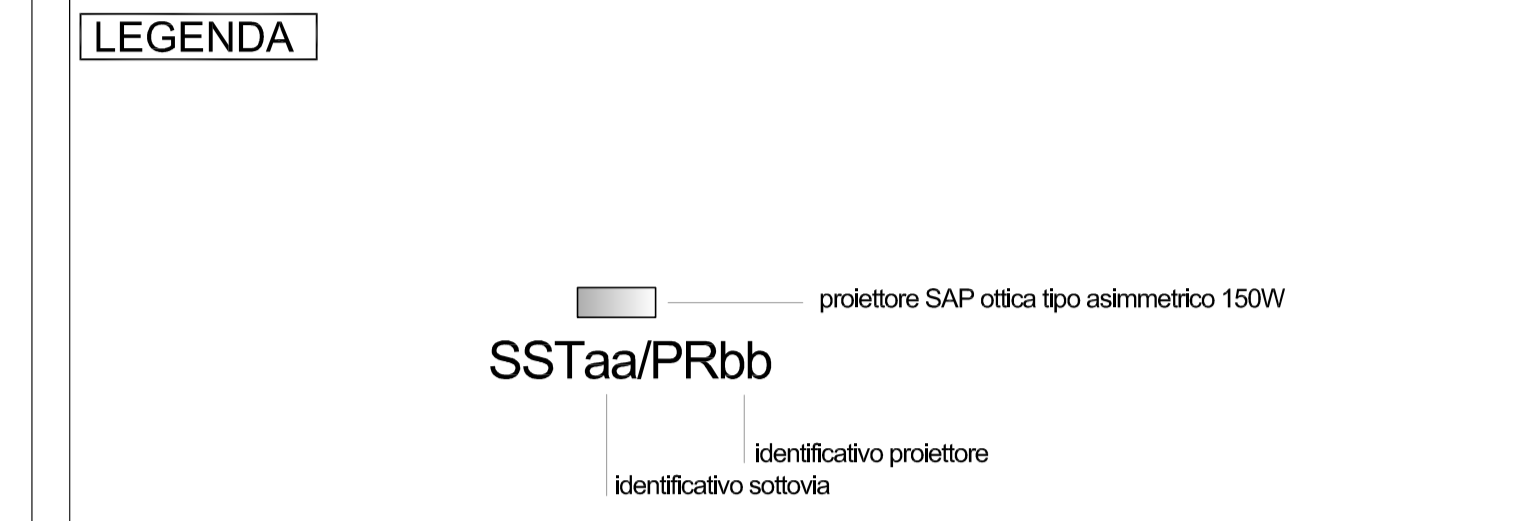 LEGENDA
proiettore SAP ottica tipo asimmetrico 150W
SSTaa/PRbb
identificativo proiettore
identificativo sottovia